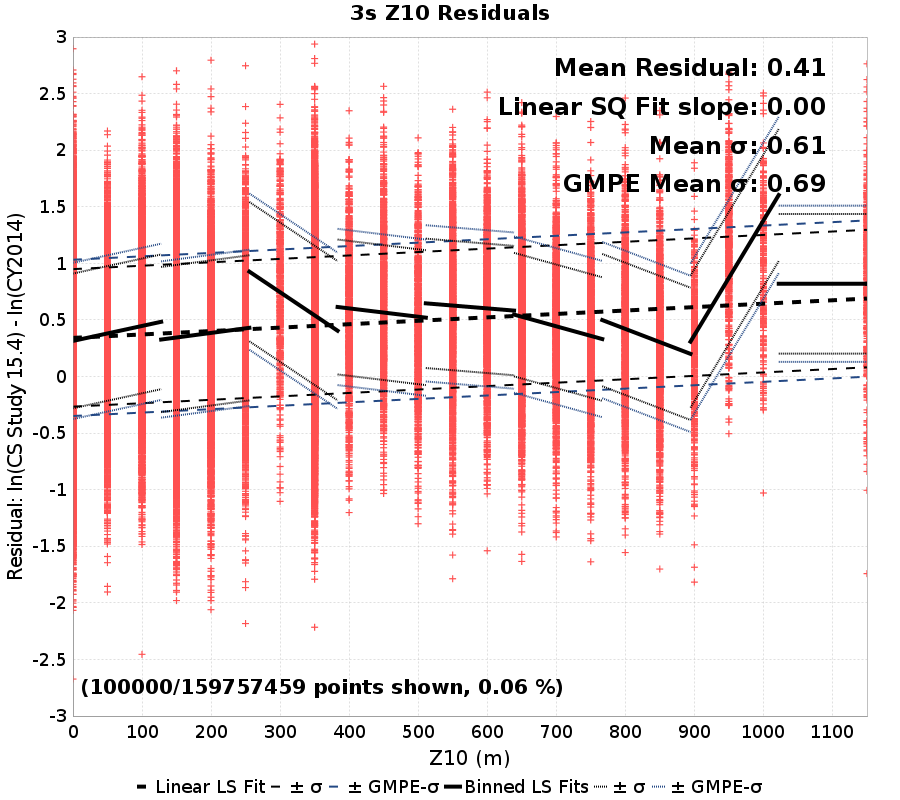 3s Z10 Residuals
Mean Residual: 0.41
Linear SQ Fit slope: 0.00
Mean σ: 0.61
GMPE Mean σ: 0.69
Residual: ln(CS Study 15.4) - ln(CY2014)
3
2.5
2
1.5
1
0.5
0
-0.5
-1
-1.5
-2
-2.5
-3
(100000/159757459 points shown, 0.06 %)
0 100 200 300 400 500 600 700 800 900 1000 1100
Z10 (m)
Linear LS Fit ± σ ± GMPE-σ Binned LS Fits ± σ ± GMPE-σ